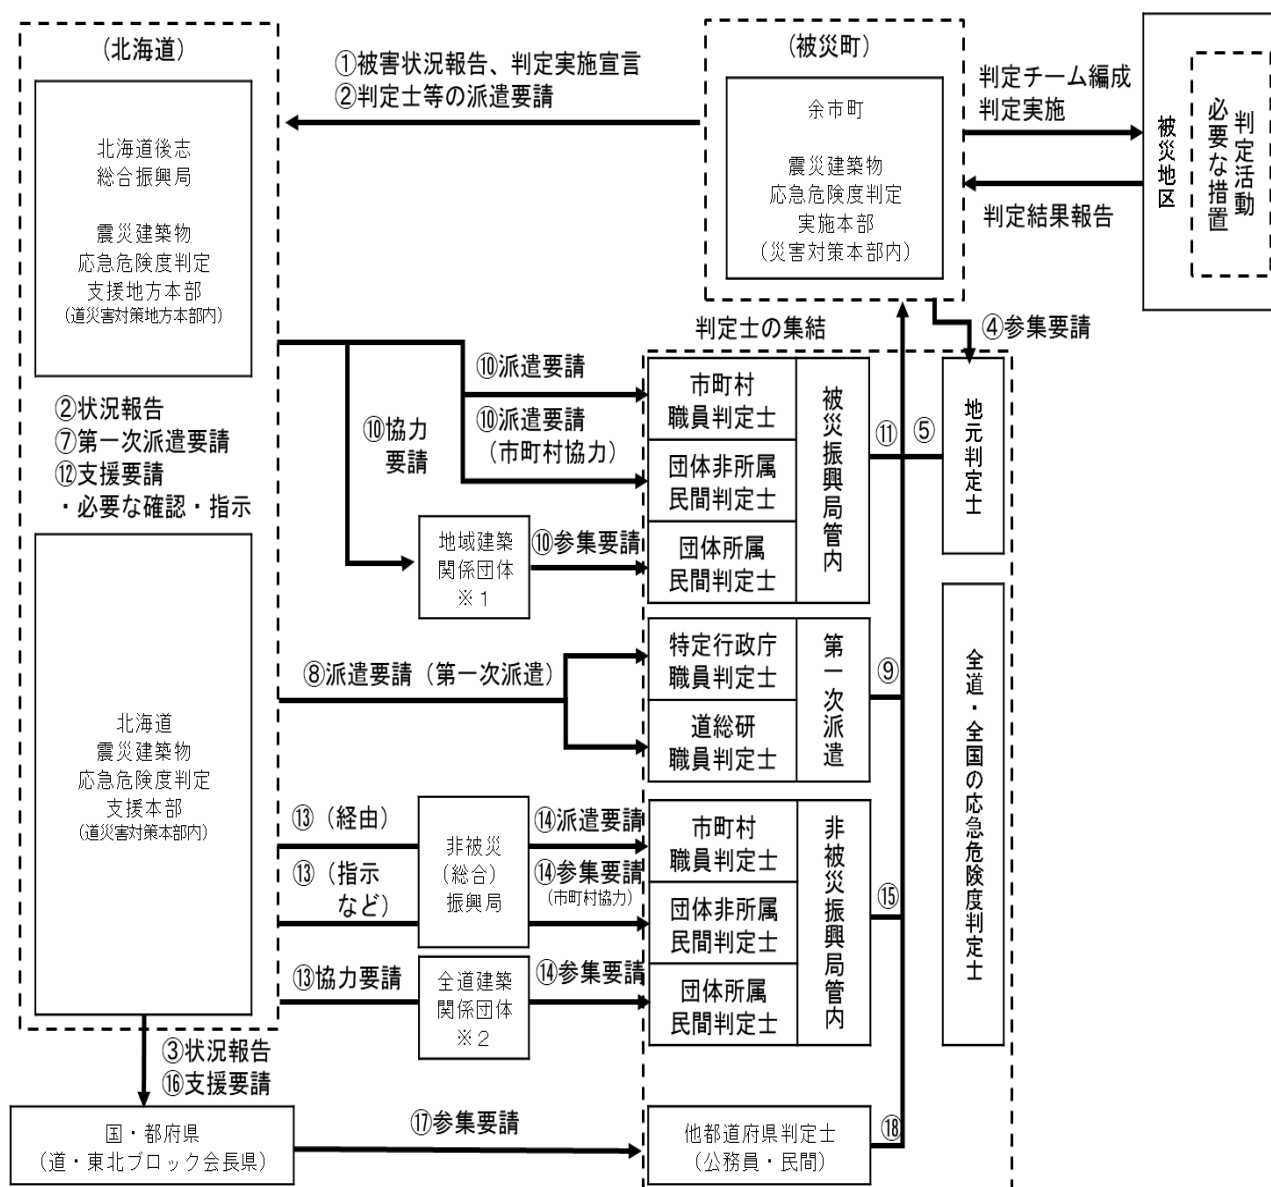 (北海道)
北海道後志
総合振興局
震災建築物
応急危険度判定
支援地方本部
(道災害対策地方本部内)
②状況報告
⑦第一次派遣要請
⑫支援要請
・必要な確認・指示
北海道
震災建築物
応急危険度判定
支援本部
(道災害対策本部内)
①被害状況報告、判定実施宣言
②判定士等の派遣要請
(被災町)
余市町
震災建築物
応急危険度判定
実施本部
(災害対策本部内)
判定チーム編成
判定実施
判定結果報告
被災地区
判定活動
必要な措置
④参集要請
判定士の集結
⑩派遣要請
⑩派遣要請
(市町村協力)
⑩協力
要請
地域建築
関係団体
※1
⑩参集要請
市町村
職員判定士
団体非所属
民間判定士
団体所属
民間判定士
被災振興局管内
⑪
⑤
地元判定士
⑧派遣要請(第一次派遣)
特定行政庁
職員判定士
道総研
職員判定士
第一次派遣
⑨
全道・全国の応急危険度判定士
⑬(経由)
⑬(指示
など)
非被災
(総合)
振興局
⑭派遣要請
⑭参集要請
(市町村協力)
市町村
職員判定士
団体非所属
民間判定士
団体所属
民間判定士
非被災振興局管内
⑮
⑬協力要請
全道建築
関係団体
※2
⑭参集要請
③状況報告
⑯支援要請
国・都府県
(道・東北ブロック会長県)
⑰参集要請
他都道府県判定士
(公務員・民間)
⑱